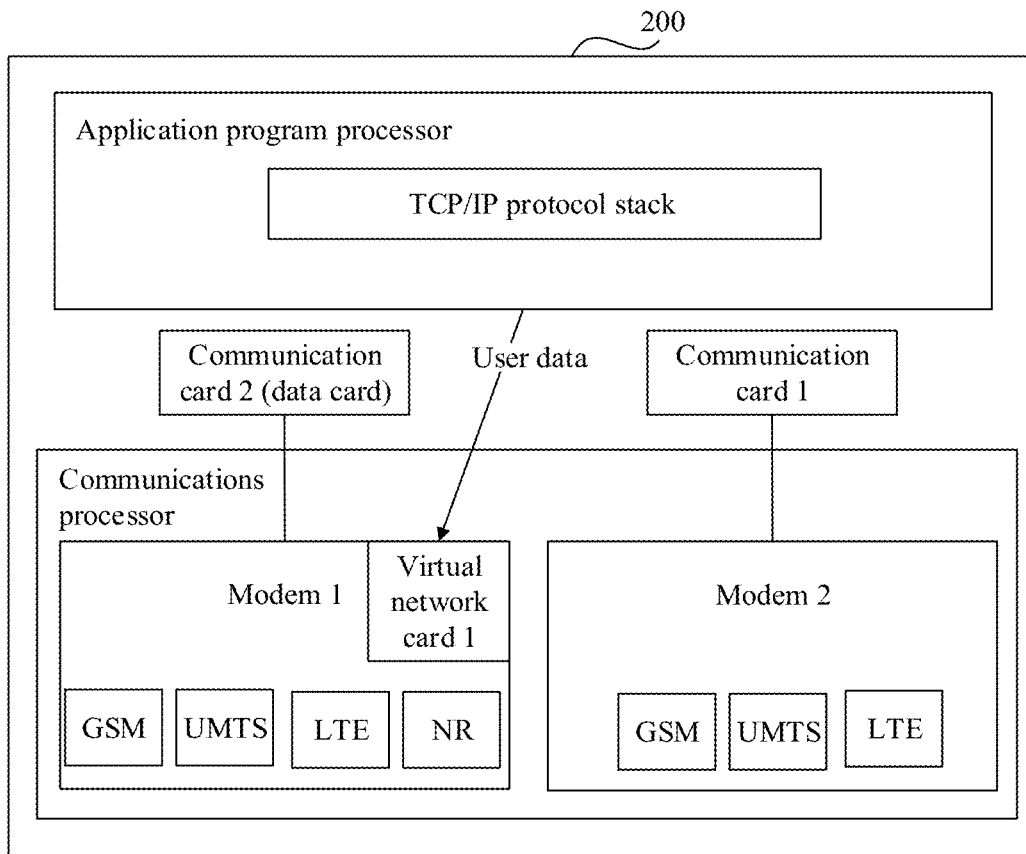 200
Application program processor
TCP/IP protocol stack
Communication
card 2 (data card)
User data
Communication
card 1
Communications
processor
Modem 1
Virtual
network
card 1
Modem 2
GSM
UMTS
LTE
NR
GSM
UMTS
LTE